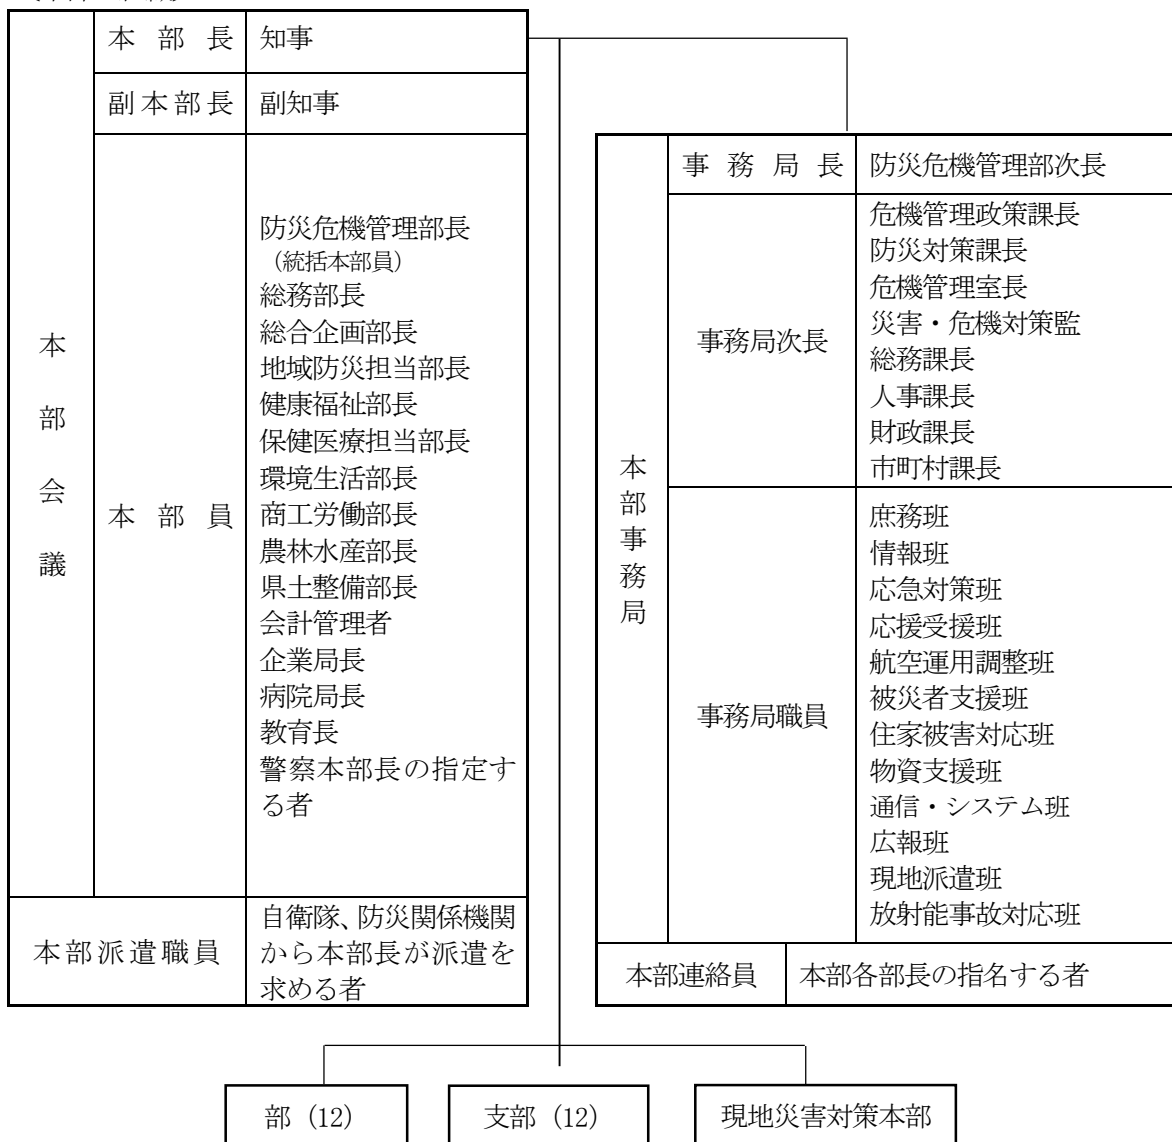 本部会議
本部長 知事
副本部長 副知事
本部員
防災危機管理部長
（統括本部員）
総務部長
総合企画部長
地域防災担当部長
健康福祉部長
保健医療担当部長
環境生活部長
商工労働部長
農林水産部長
県土整備部長
会計管理者
企業局長
病院局長
教育長
警察本部長の指定す
る者
本部派遣職員
自衛隊、防災関係機関
から本部長が派遣を
求める者
本部事務局
事務局長 防災危機管理部次長
事務局次長
危機管理政策課長
防災対策課長
危機管理室長
災害・危機対策監
総務課長
人事課長
財政課長
市町村課長
事務局職員
庶務班
情報班
応急対策班
応援受援班
航空運用調整班
被災者支援班
住家被害対応班
物資支援班
通信・システム班
広報班
現地派遣班
放射能事故対応班
本部連絡員 本部各部長の指名する者
部（12） 支部（12） 現地災害対策本部